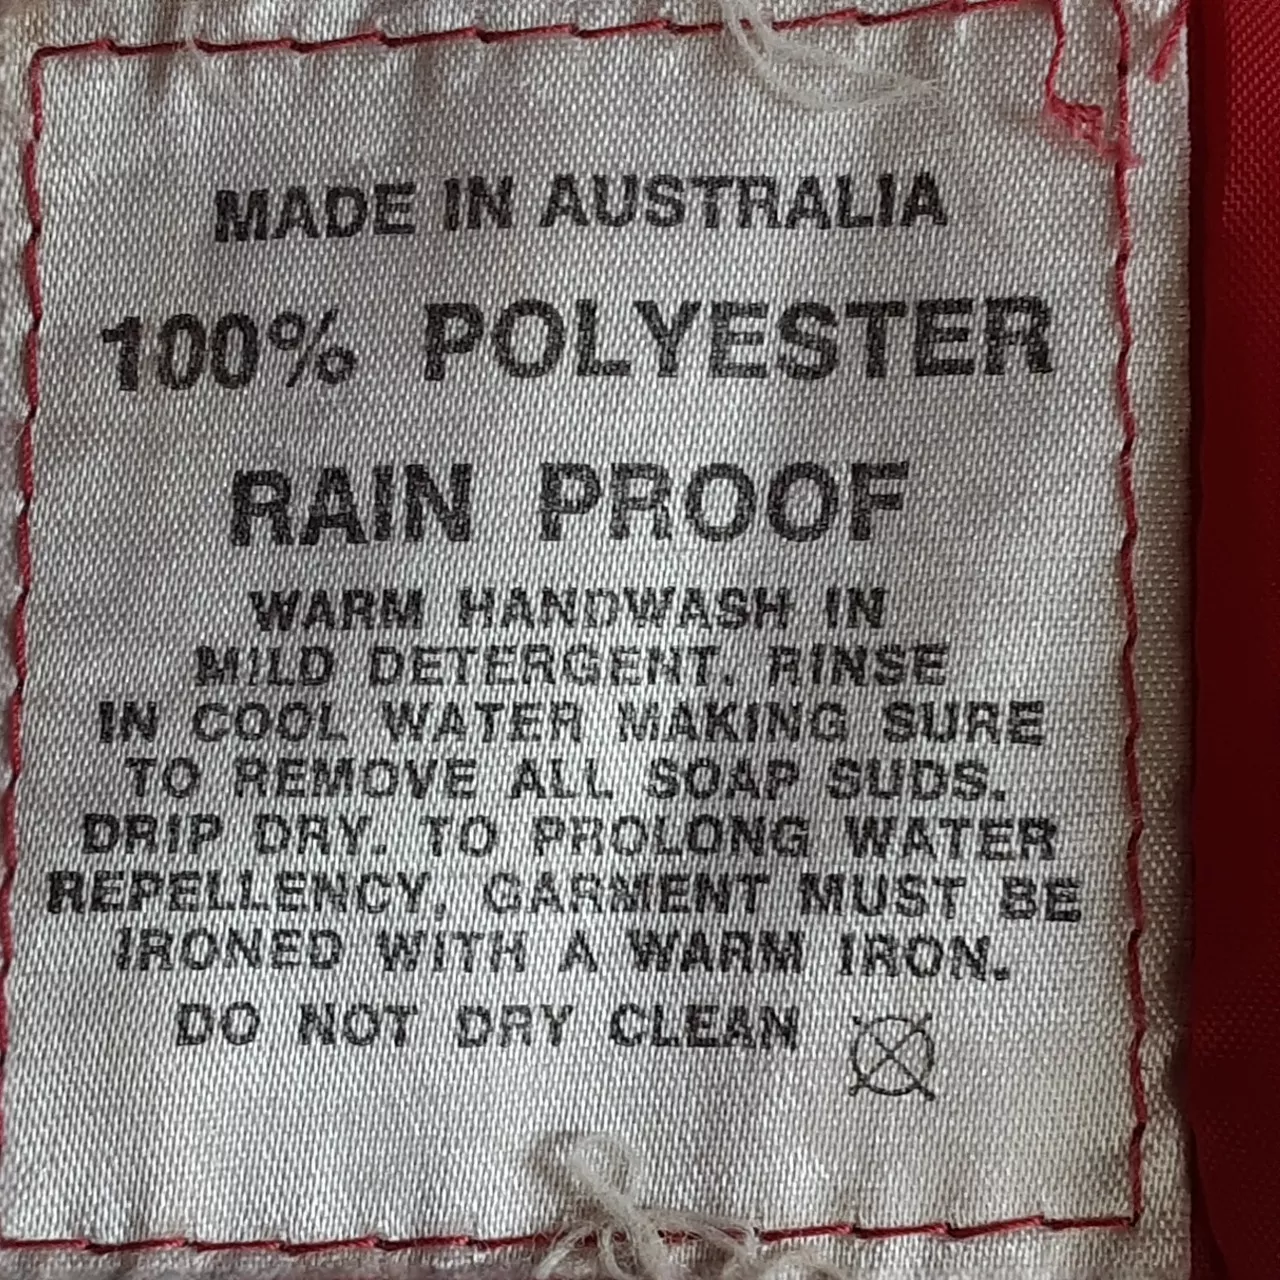 MADE IN AUSTRALIA
100% POLYESTER
RAIN PROOF
WARM HANDWASH IN
MILD DETERGENT. RINSE
IN COOL WATER MAKING SURE
TO REMOVE ALL SOAP SUDS.
DRIP DRY. TO PROLONG WATER
REPELLENCY, GARMENT MUST BE
IRONED WITH A WARM IRON.
DO NOT DRY CLEAN